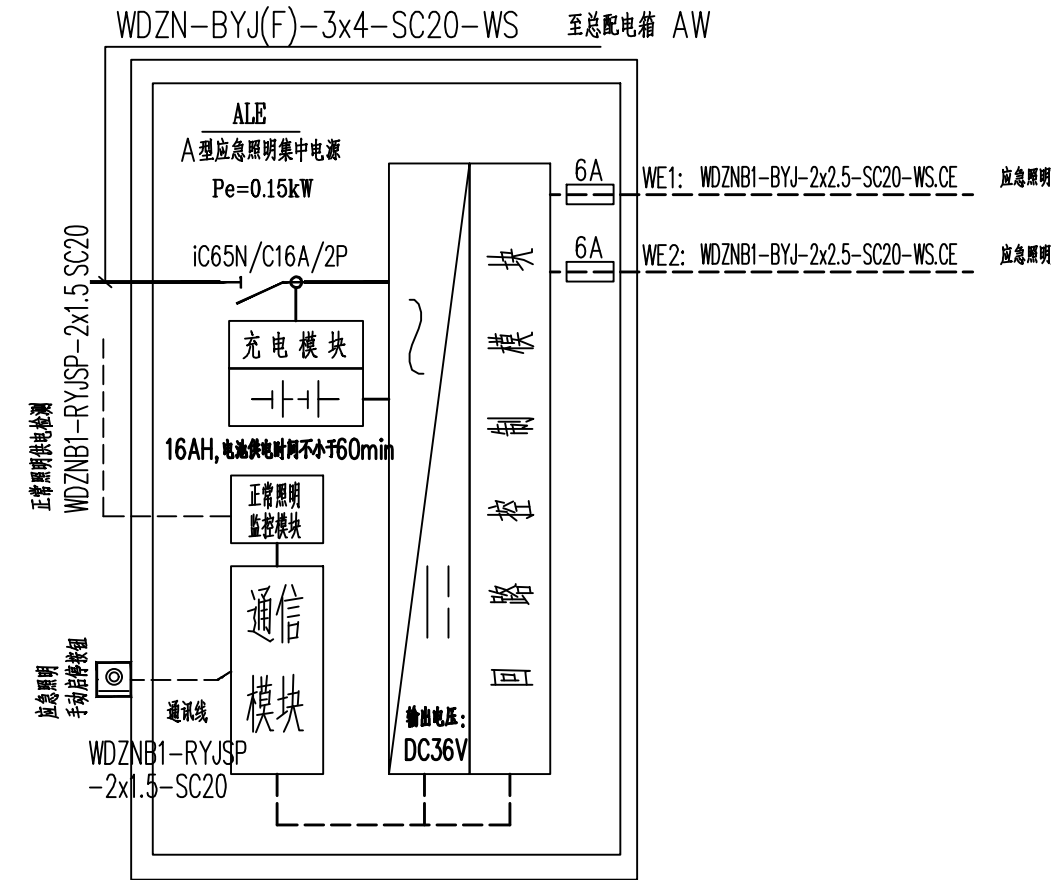 WDZN-BYJ(F)-3x4-SC20-WS 至总配电箱 AW
ALE
A型应急照明集中电源
Pe=0.15kW
6A WE1: WDZNB1-BYJ-2x2.5-SC20-WS.CE 应急照明
6A WE2: WDZNB1-BYJ-2x2.5-SC20-WS.CE 应急照明
iC65N/C16A/2P
充电模块
16AH,电池供电时间不小于60min
正常照明供电检测
WDZNB1-RYJSP-2x1.5 SC20
正常照明
监控模块
通信
模块
应急照明
手动启停按钮
通讯线
WDZNB1-RYJSP
-2x1.5-SC20
输出电压:
DC36V
回路控制模块